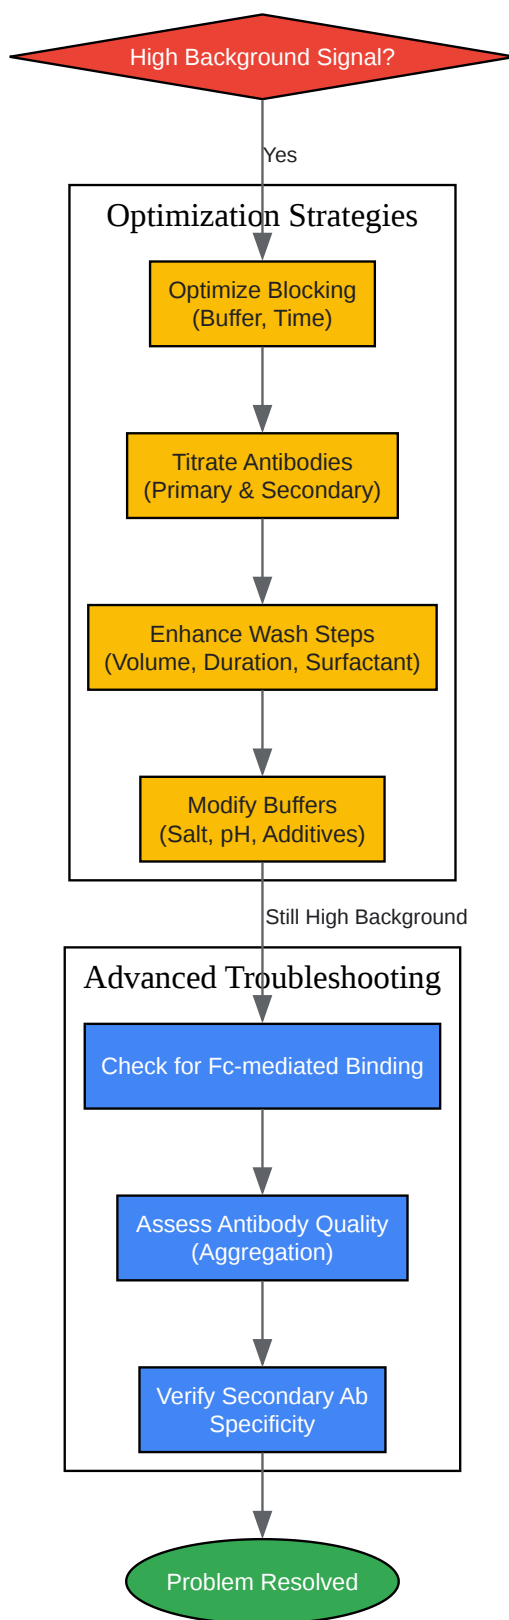 High Background Signal?
Yes
Optimization Strategies
Optimize Blocking
(Buffer, Time)
Titrate Antibodies
(Primary & Secondary)
Enhance Wash Steps
(Volume, Duration, Surfactant)
Modify Buffers
(Salt, pH, Additives)
Still High Background
Advanced Troubleshooting
Check for Fc-mediated Binding
Assess Antibody Quality
(Aggregation)
Verify Secondary Ab
Specificity
Problem Resolved